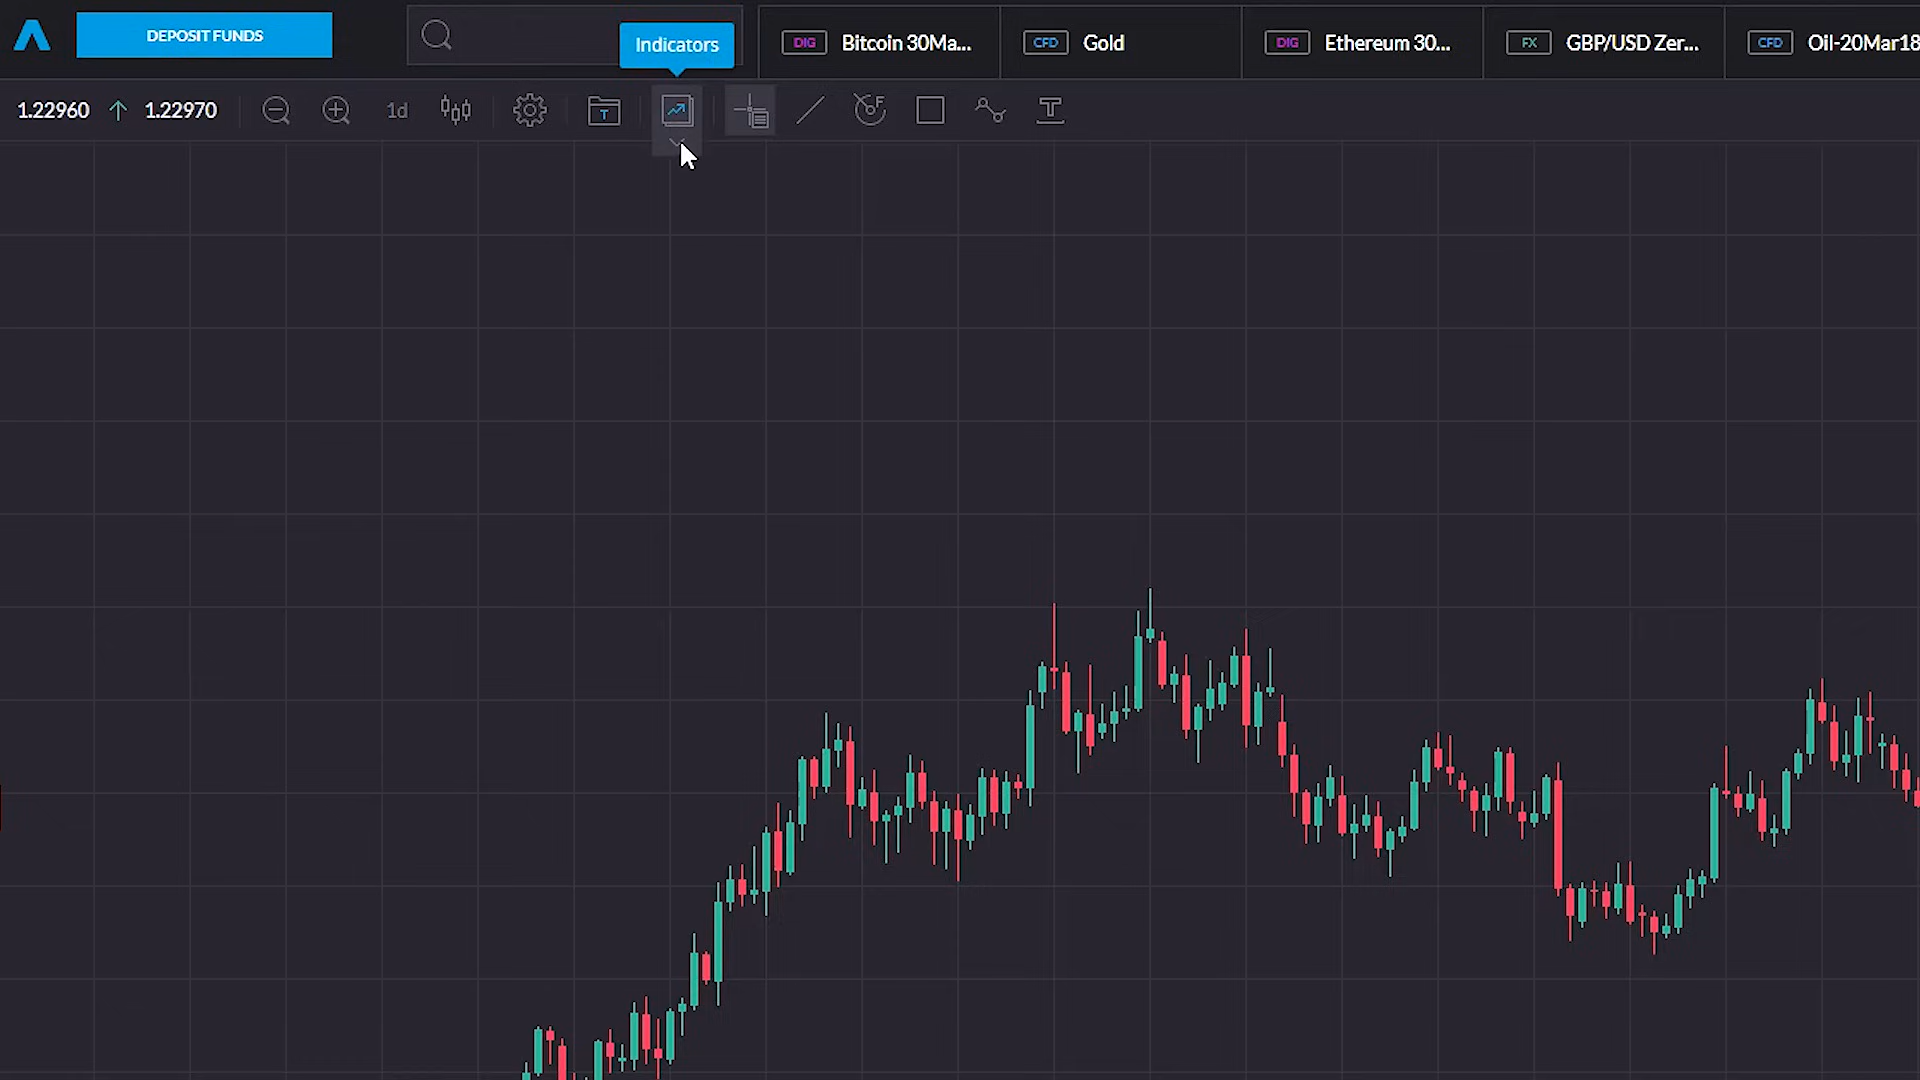 DEPOSIT FUNDS
Indicators
DIG Bitcoin 30Ma...
CFD Gold
DIG Ethereum 30...
FX GBP/USD Zer...
CFD Oil-20Mar18
1.22960 ↑ 1.22970
1d
T
F
T